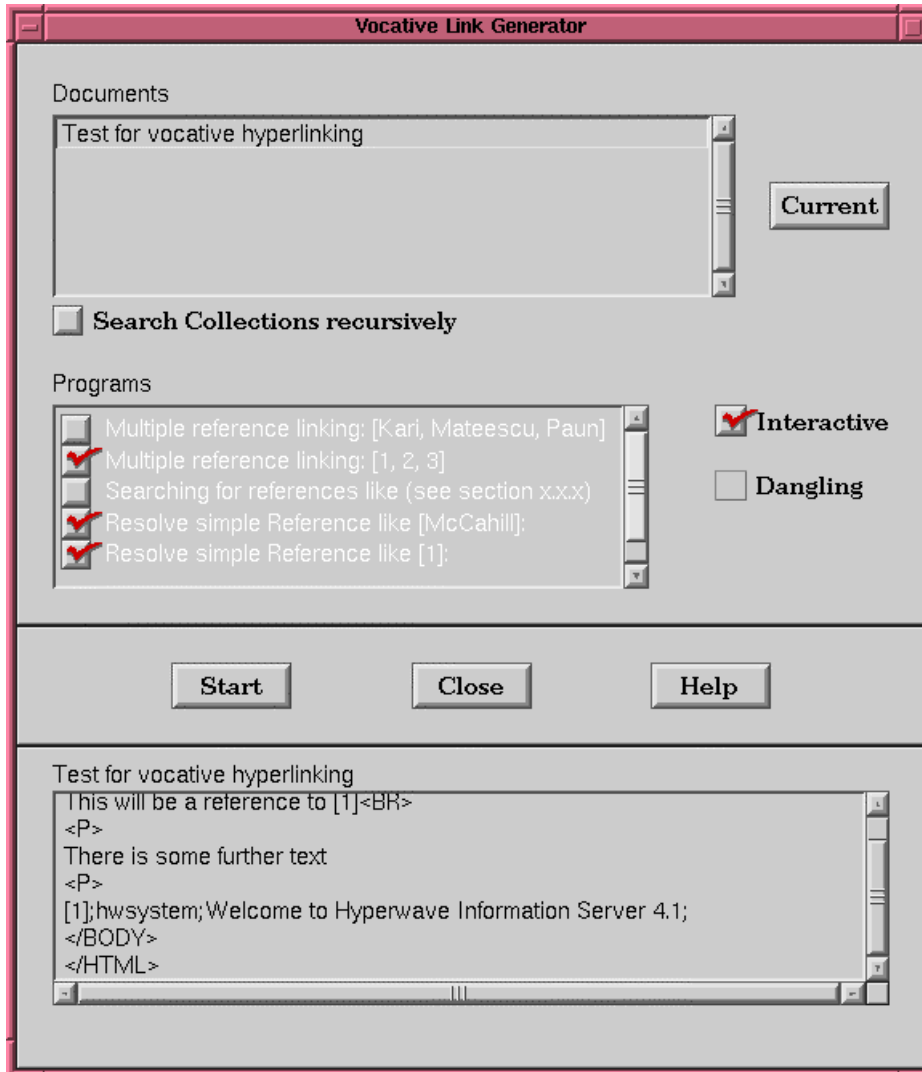 Vocative Link Generator
Documents
Test for vocative hyperlinking
Current
Search Collections recursively
Programs
Multiple reference linking: [Kari, Mateescu, Paun]
Multiple reference linking: [1, 2, 3]
Searching for references like (see section x.x.x)
Resolve simple Reference like [McCahill]:
Resolve simple Reference like [1]:
Interactive
Dangling
Start
Close
Help
Test for vocative hyperlinking
This will be a reference to [1]<BR>
<P>
There is some further text
<P>
[1];hwsystem;Welcome to Hyperwave Information Server 4.1;
</BODY>
</HTML>